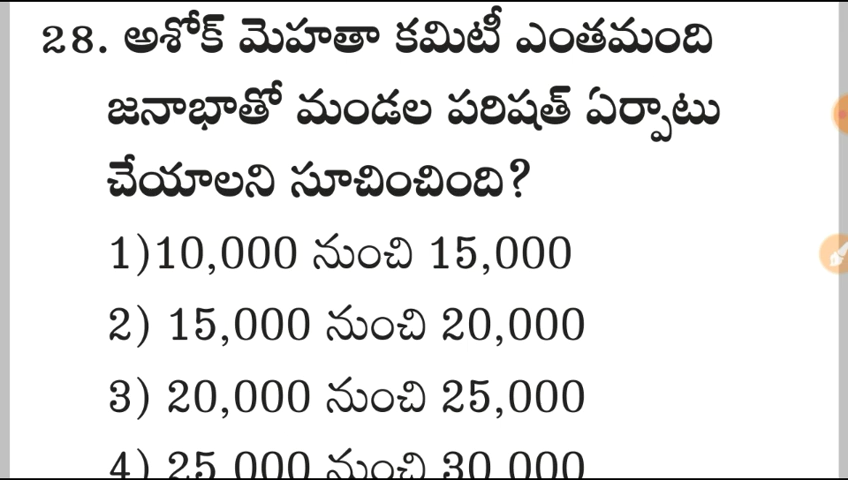 28. అశోక్ మెహతా కమిటీ ఎంతమంది
జనాభాతో మండల పరిషత్ ఏర్పాటు
చేయాలని సూచించింది?
1)10,000 నుంచి 15,000
2) 15,000 నుంచి 20,000
3) 20,000 నుంచి 25,000
4) 25,000 నుంచి 30,000